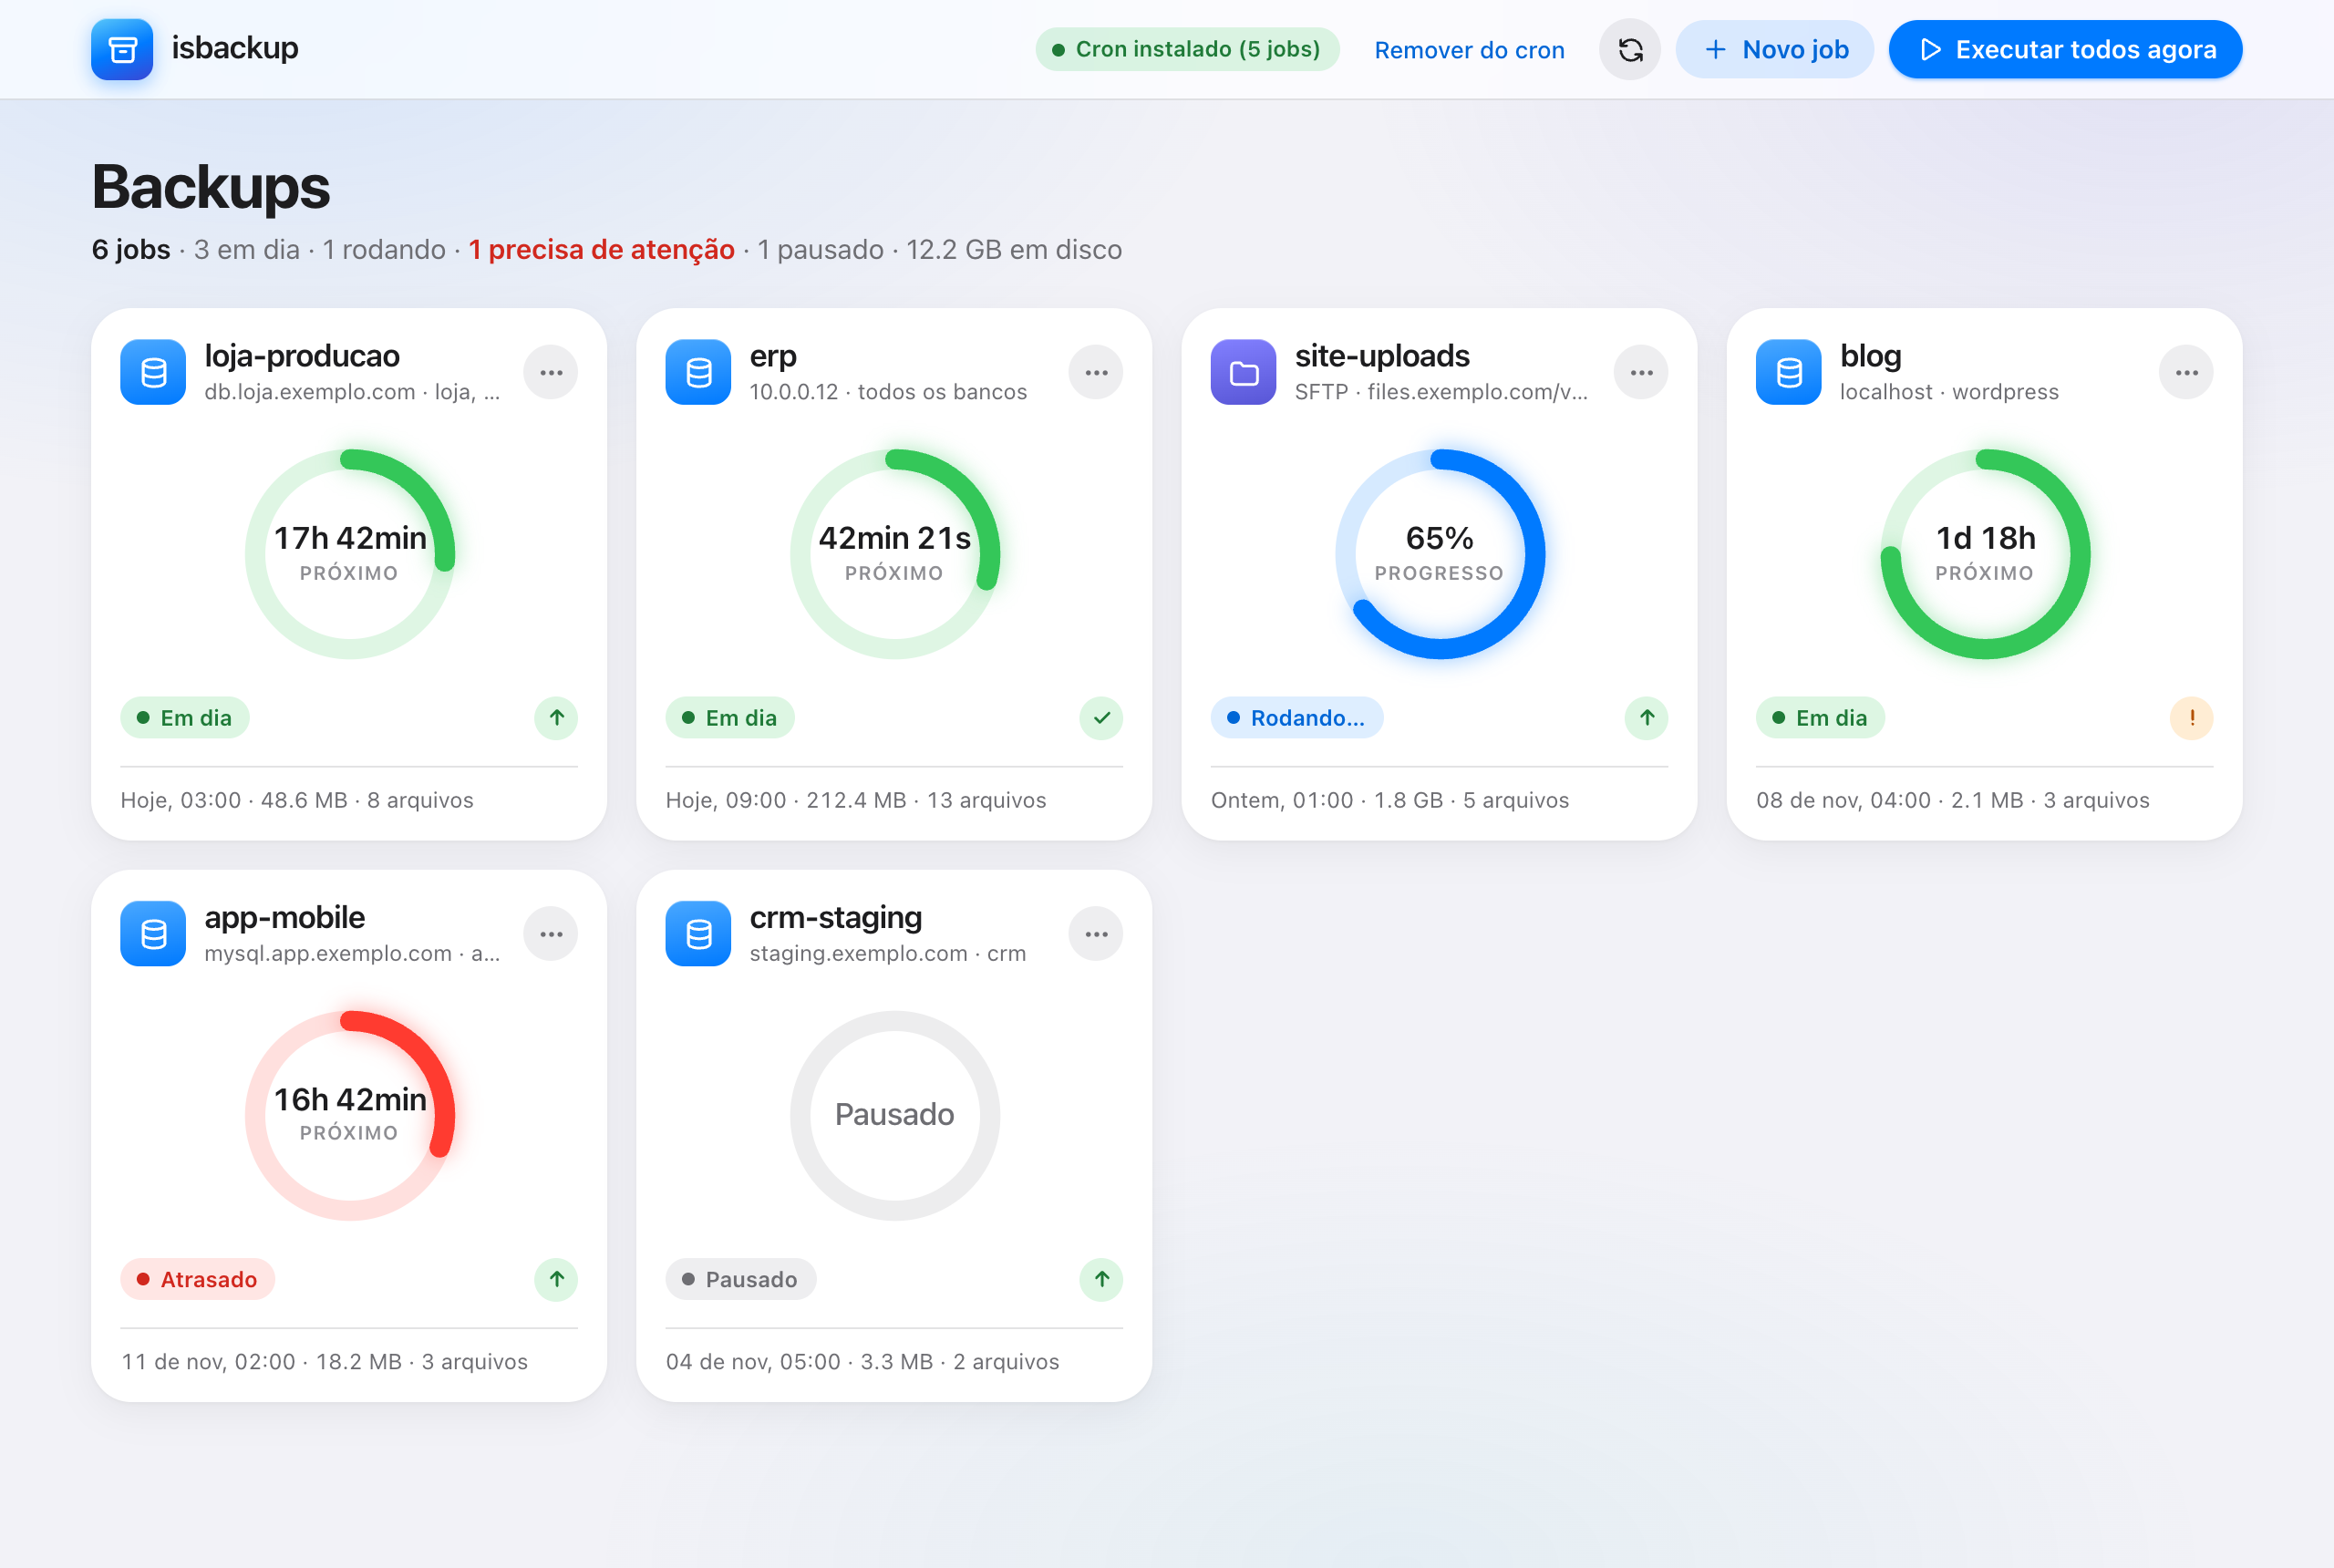 isbackup
Cron instalado (5 jobs)
Remover do cron
Novo job
Executar todos agora
Backups
6 jobs · 3 em dia · 1 rodando · 1 precisa de atenção · 1 pausado · 12.2 GB em disco
loja-producao
db.loja.exemplo.com · loja, ...
17h 42min
PRÓXIMO
Em dia
Hoje, 03:00 · 48.6 MB · 8 arquivos
erp
10.0.0.12 · todos os bancos
42min 21s
PRÓXIMO
Em dia
Hoje, 09:00 · 212.4 MB · 13 arquivos
site-uploads
SFTP · files.exemplo.com/v...
65%
PROGRESSO
Rodando...
Ontem, 01:00 · 1.8 GB · 5 arquivos
blog
localhost · wordpress
1d 18h
PRÓXIMO
Em dia
!
08 de nov, 04:00 · 2.1 MB · 3 arquivos
app-mobile
mysql.app.exemplo.com · a...
16h 42min
PRÓXIMO
Atrasado
11 de nov, 02:00 · 18.2 MB · 3 arquivos
crm-staging
staging.exemplo.com · crm
Pausado
Pausado
04 de nov, 05:00 · 3.3 MB · 2 arquivos